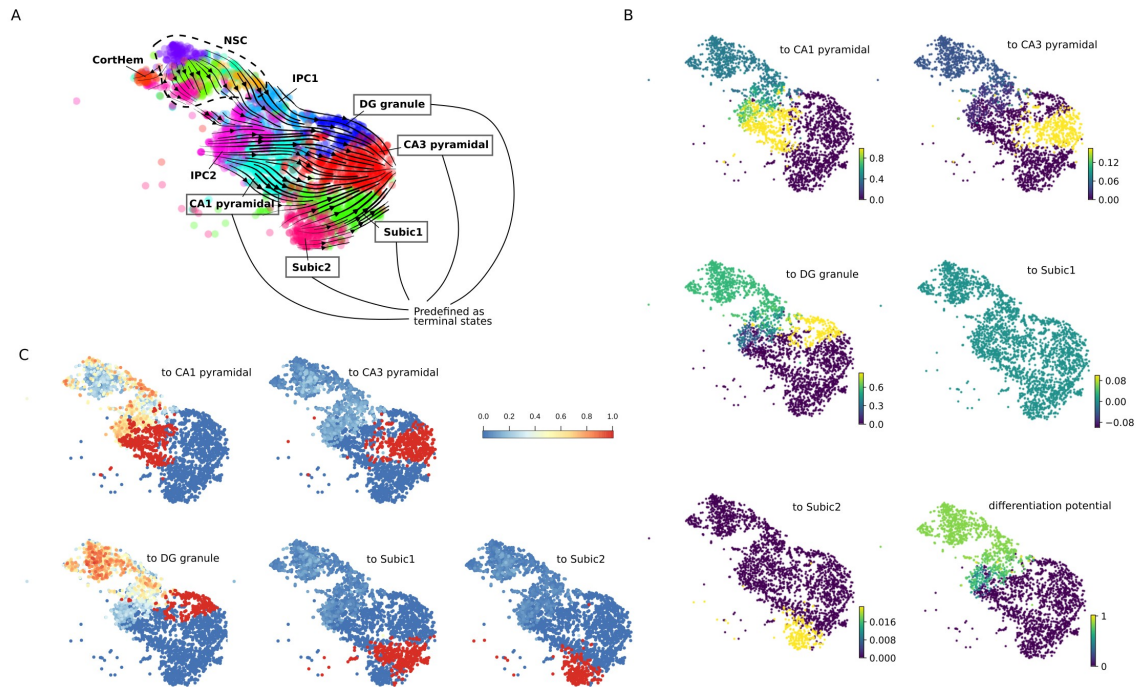 A
NSC
CortHem
IPC1
DG granule
CA3 pyramidal
IPC2
CA1 pyramidal
Subic1
Subic2
Predefined as
terminal states
B
to CA1 pyramidal
0.8
0.4
0.0
to CA3 pyramidal
0.12
0.06
0.00
to DG granule
0.6
0.3
0.0
to Subic1
0.08
0.00
−0.08
to Subic2
0.016
0.008
0.000
differentiation potential
1
0
C
to CA1 pyramidal
to CA3 pyramidal
0.0 0.2 0.4 0.6 0.8 1.0
to DG granule
to Subic1
to Subic2